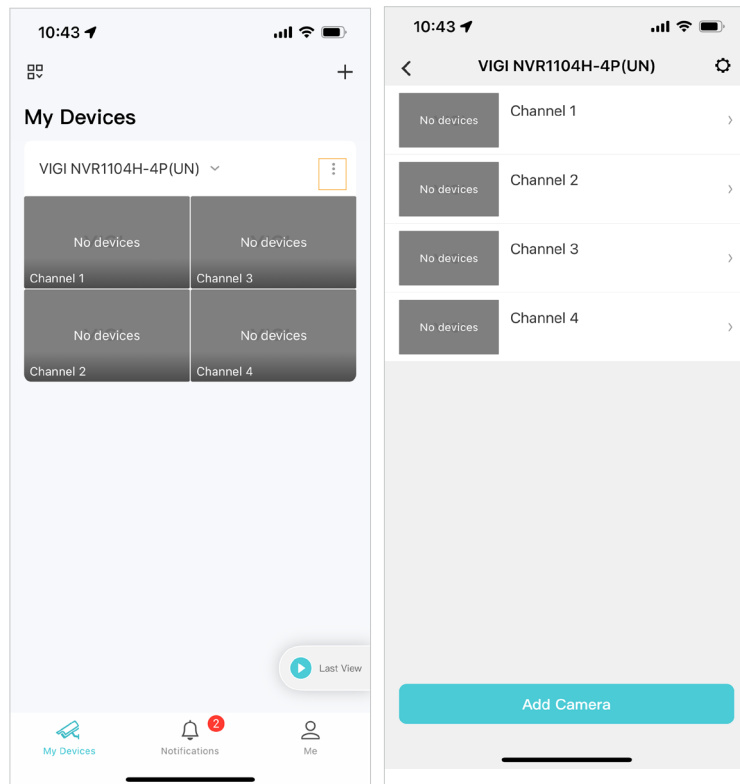 10:43
My Devices
VIGI NVR1104H-4P(UN)
No devices
Channel 1
No devices
Channel 3
No devices
Channel 2
No devices
Channel 4
Last View
2
My Devices
Notifications
Me
10:43
VIGI NVR1104H-4P(UN)
No devices
Channel 1
No devices
Channel 2
No devices
Channel 3
No devices
Channel 4
Add Camera